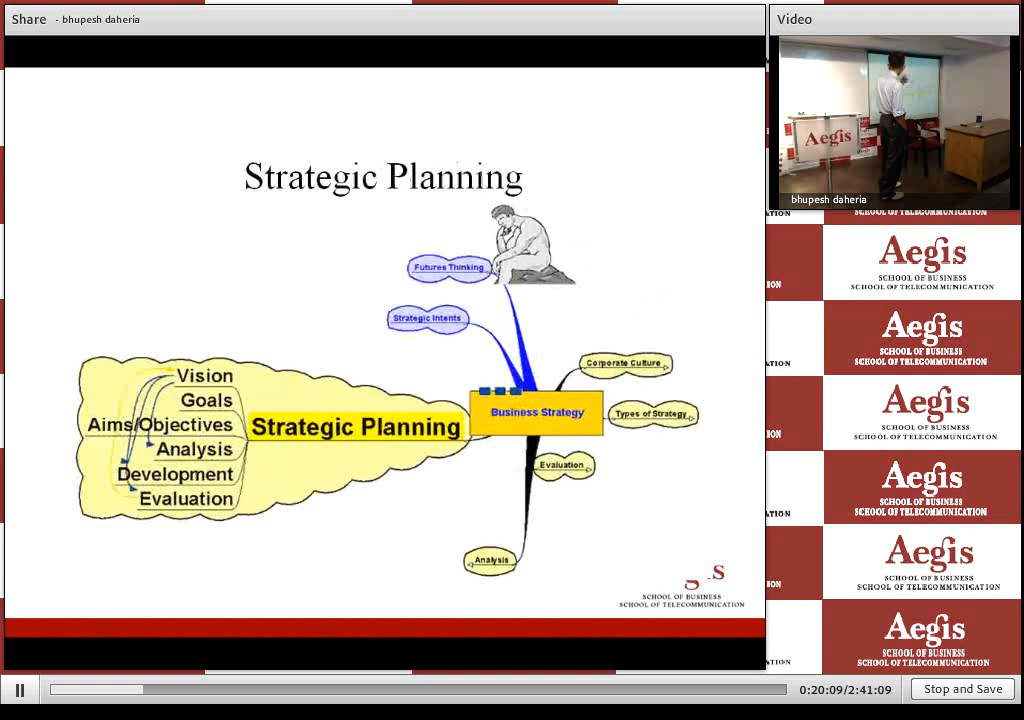 Share - bhupesh daheria
Video
Strategic Planning
Futures Thinking
Strategic Intents
Corporate Culture
Business Strategy
Types of Strategy
Evaluation
Analysis
Strategic Planning
Vision
Goals
Aims/Objectives
Analysis
Development
Evaluation
SCHOOL OF BUSINESS
SCHOOL OF TELECOMMUNICATION
Aegis
bhupesh daheria
SCHOOL OF TELECOMMUNICATION
Aegis
SCHOOL OF BUSINESS
SCHOOL OF TELECOMMUNICATION
Aegis
SCHOOL OF BUSINESS
SCHOOL OF TELECOMMUNICATION
Aegis
SCHOOL OF BUSINESS
SCHOOL OF TELECOMMUNICATION
Aegis
SCHOOL OF BUSINESS
SCHOOL OF TELECOMMUNICATION
Aegis
SCHOOL OF BUSINESS
SCHOOL OF TELECOMMUNICATION
Aegis
SCHOOL OF BUSINESS
SCHOOL OF TELECOMMUNICATION
0:20:09/2:41:09
Stop and Save